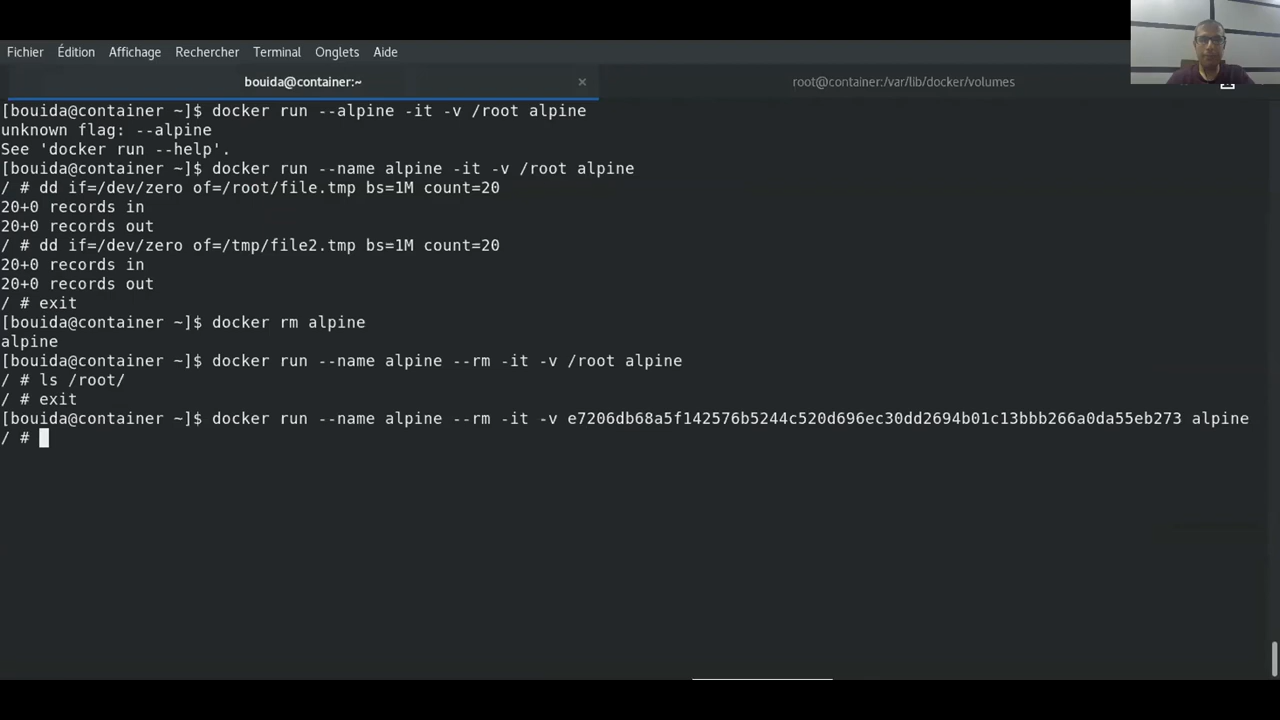 Fichier Édition Affichage Rechercher Terminal Onglets Aide
bouida@container:~ × root@container:/var/lib/docker/volumes
[bouida@container ~]$ docker run --alpine -it -v /root alpine
unknown flag: --alpine
See 'docker run --help'.
[bouida@container ~]$ docker run --name alpine -it -v /root alpine
/ # dd if=/dev/zero of=/root/file.tmp bs=1M count=20
20+0 records in
20+0 records out
/ # dd if=/dev/zero of=/tmp/file2.tmp bs=1M count=20
20+0 records in
20+0 records out
/ # exit
[bouida@container ~]$ docker rm alpine
alpine
[bouida@container ~]$ docker run --name alpine --rm -it -v /root alpine
/ # ls /root/
/ # exit
[bouida@container ~]$ docker run --name alpine --rm -it -v e7206db68a5f142576b5244c520d696ec30dd2694b01c13bbb266a0da55eb273 alpine
/ #